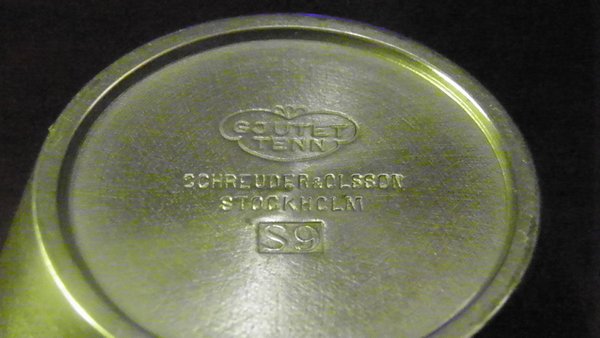 GJUTET
TENN
SCHREUDER & OLSSON
STOCKHOLM
S9